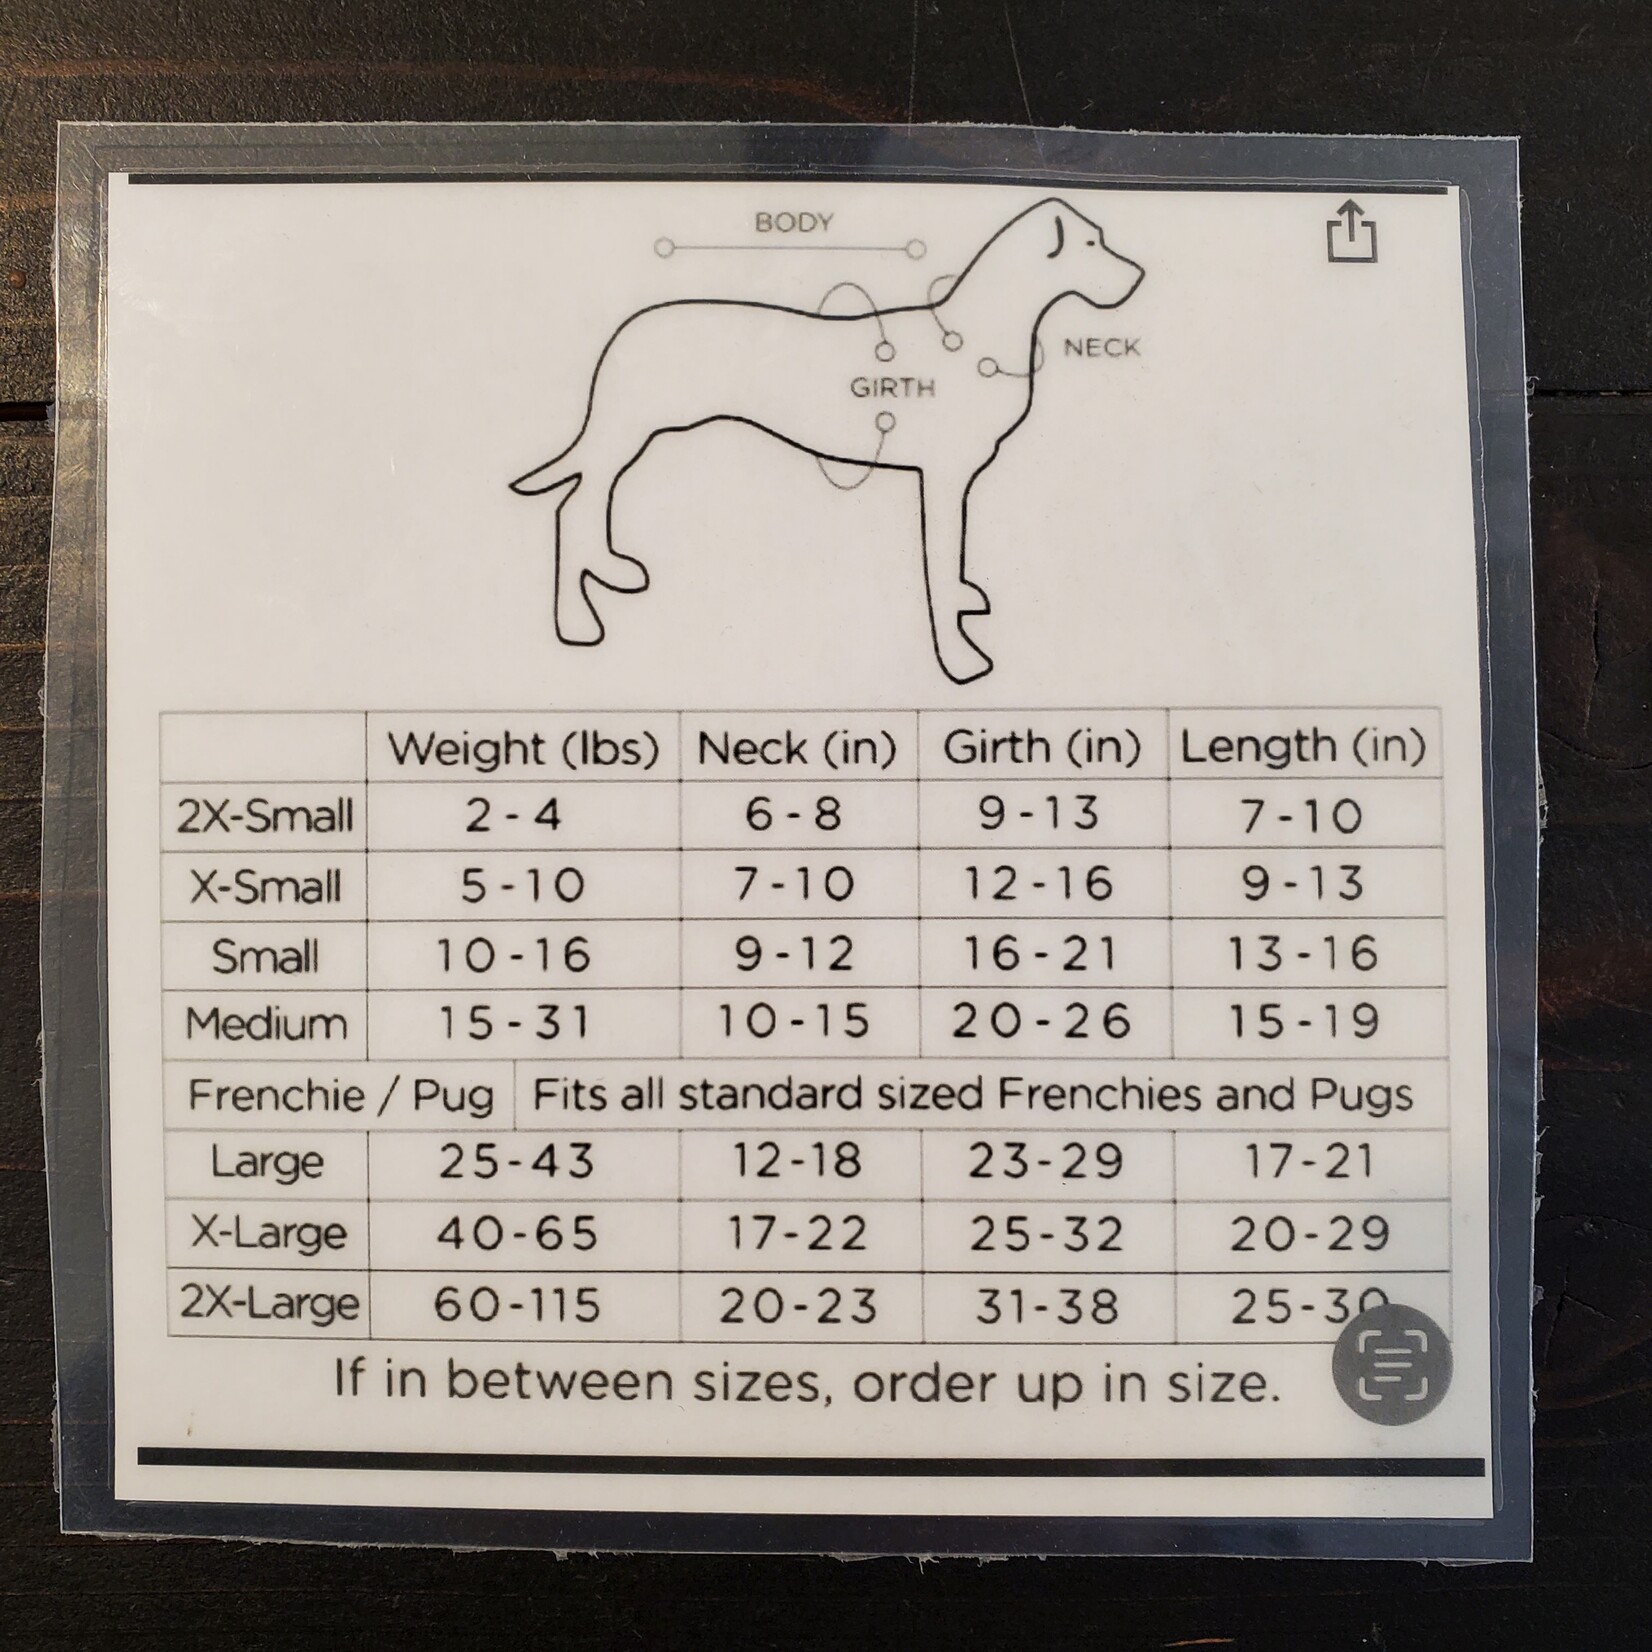 BODY
NECK
GIRTH
Weight (lbs) Neck (in) Girth (in) Length (in)
2X-Small 2 - 4 6 - 8 9 - 13 7 - 10
X-Small 5 - 10 7 - 10 12 - 16 9 - 13
Small 10 - 16 9 - 12 16 - 21 13 - 16
Medium 15 - 31 10 - 15 20 - 26 15 - 19
Frenchie / Pug Fits all standard sized Frenchies and Pugs
Large 25 - 43 12 - 18 23 - 29 17 - 21
X-Large 40 - 65 17 - 22 25 - 32 20 - 29
2X-Large 60 - 115 20 - 23 31 - 38
If in between sizes, order up in size.